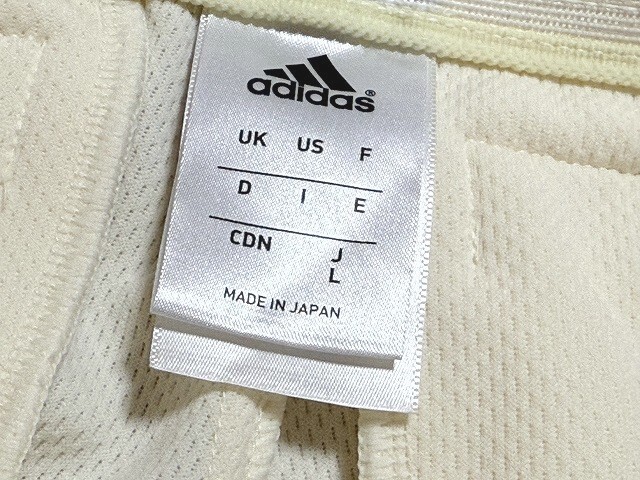 adidas®
UK US F
D I E
CDN J
L
MADE IN JAPAN